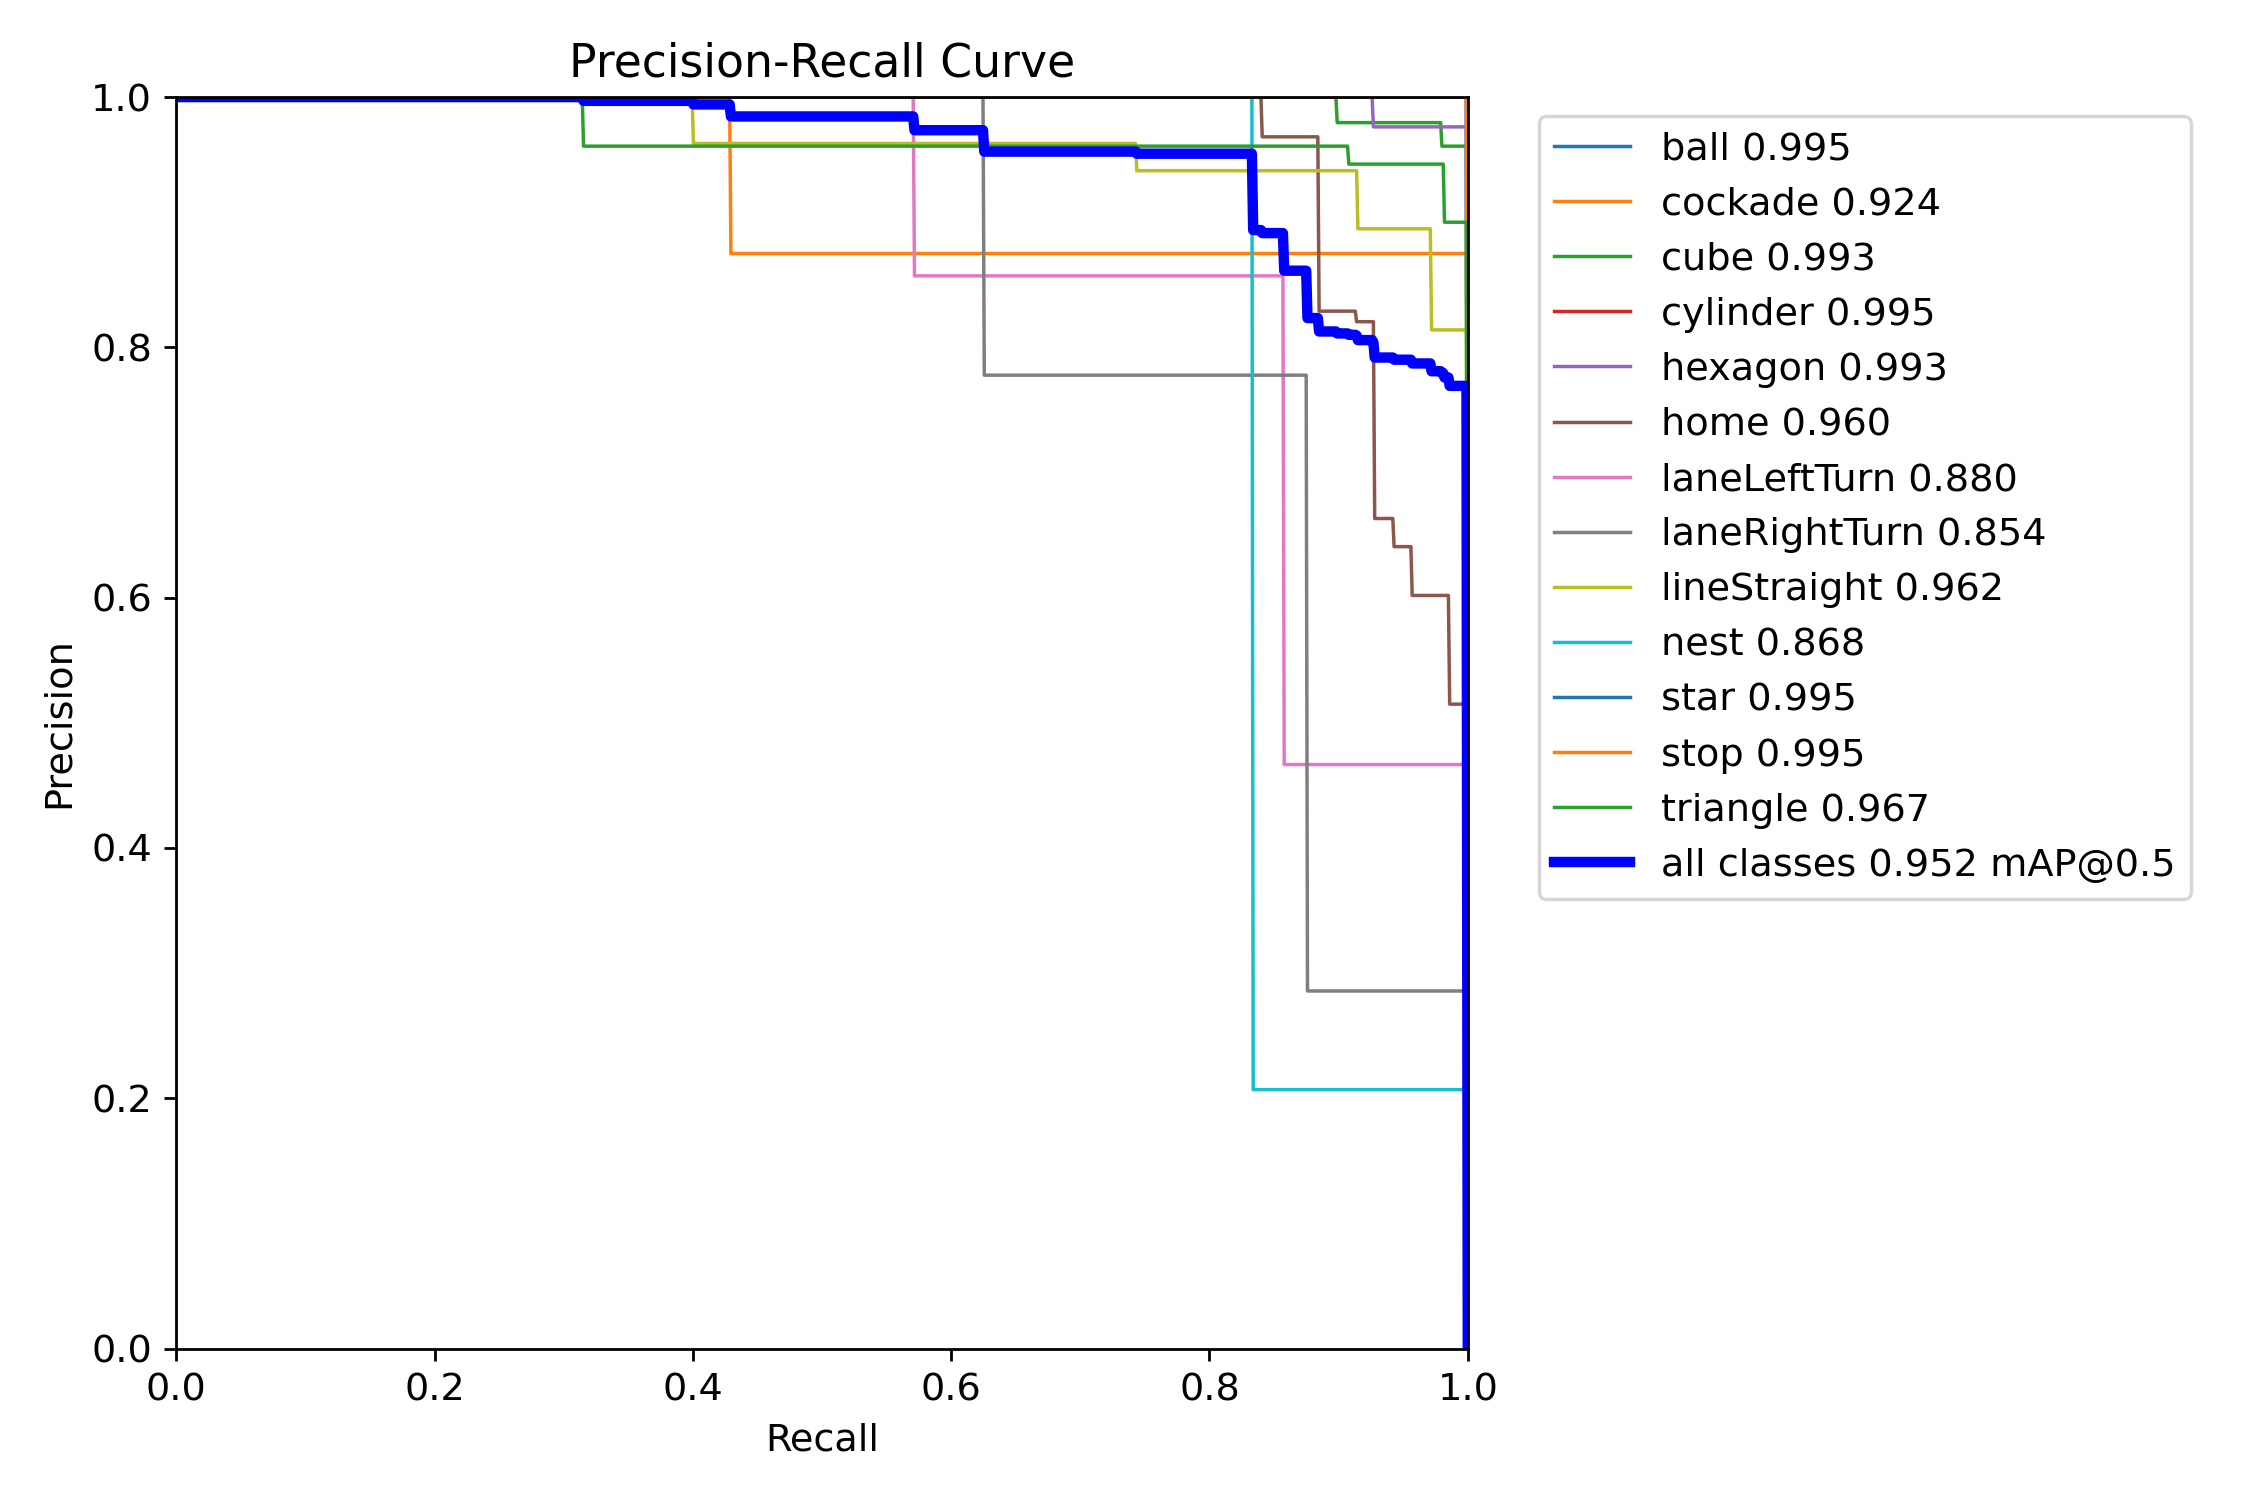 Precision-Recall Curve
1.0
0.8
0.6
0.4
0.2
0.0
Precision
0.0 0.2 0.4 0.6 0.8 1.0
Recall
ball 0.995
cockade 0.924
cube 0.993
cylinder 0.995
hexagon 0.993
home 0.960
laneLeftTurn 0.880
laneRightTurn 0.854
lineStraight 0.962
nest 0.868
star 0.995
stop 0.995
triangle 0.967
all classes 0.952 mAP@0.5